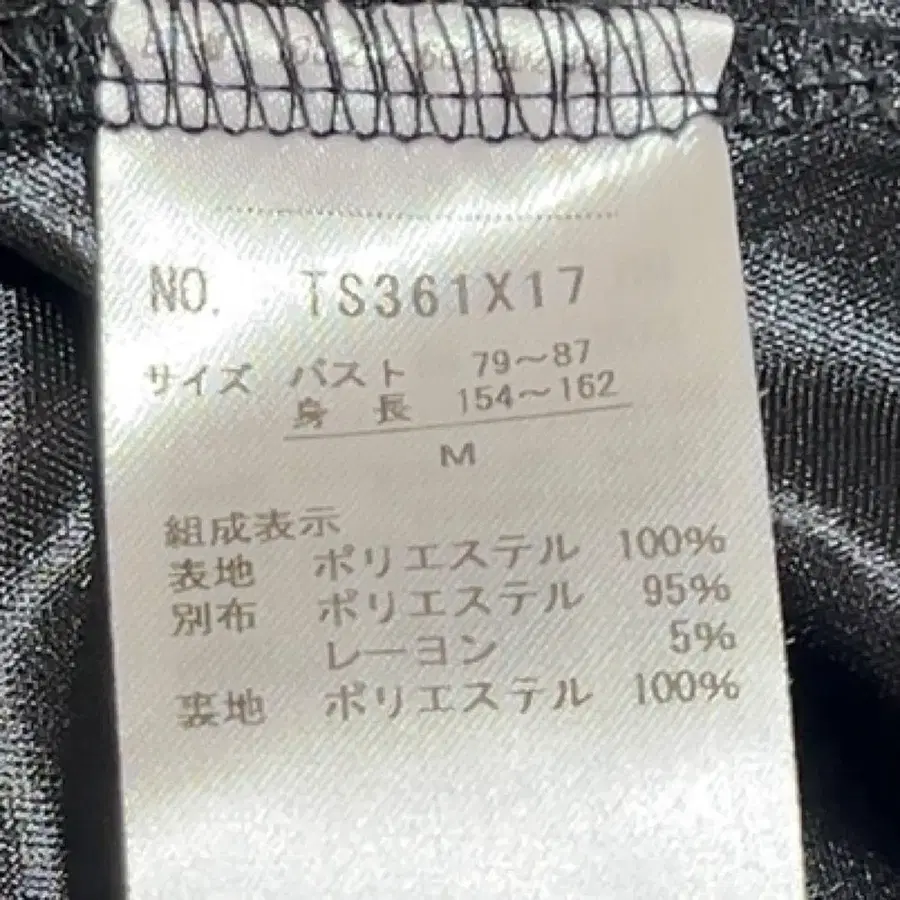 NO. TS361X17
サイズ バスト 79～87
身長 154～162
M
組成表示
表地 ポリエステル 100%
別布 ポリエステル 95%
レーヨン 5%
裏地 ポリエステル 100%